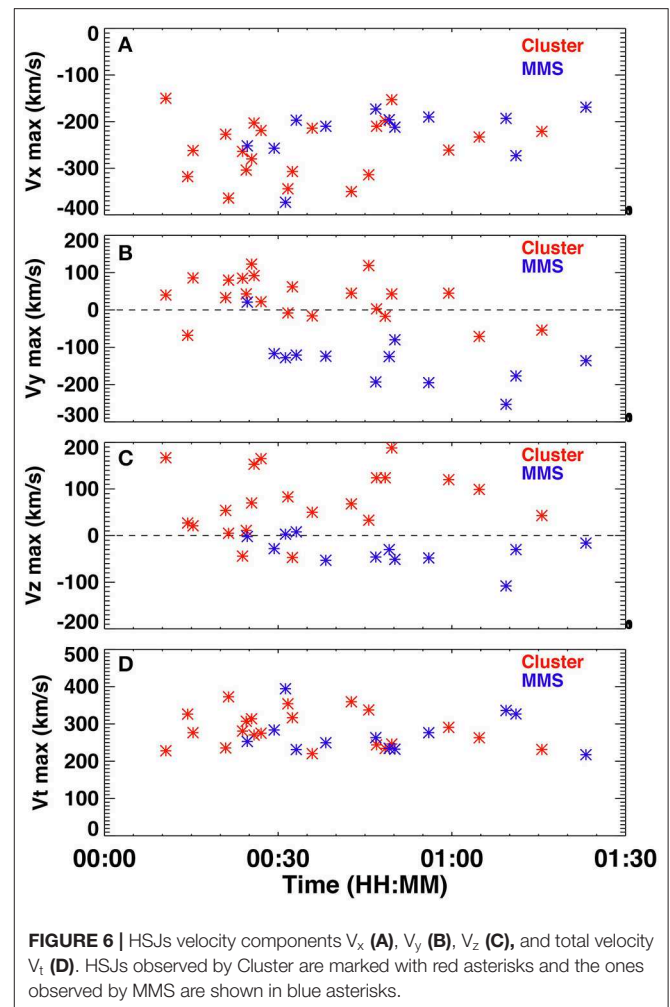 A
Cluster
MMS
Vx max (km/s)
0
-100
-200
-300
-400
B
Cluster
MMS
Vy max (km/s)
200
100
0
-100
-200
-300
C
Cluster
MMS
Vz max (km/s)
200
100
0
-100
-200
D
Cluster
MMS
Vt max (km/s)
500
400
300
200
100
0
00:00 00:30 01:00 01:30
Time (HH:MM)
FIGURE 6 | HSJs velocity components Vx (A), Vy (B), Vz (C), and total velocity
Vt (D). HSJs observed by Cluster are marked with red asterisks and the ones
observed by MMS are shown in blue asterisks.